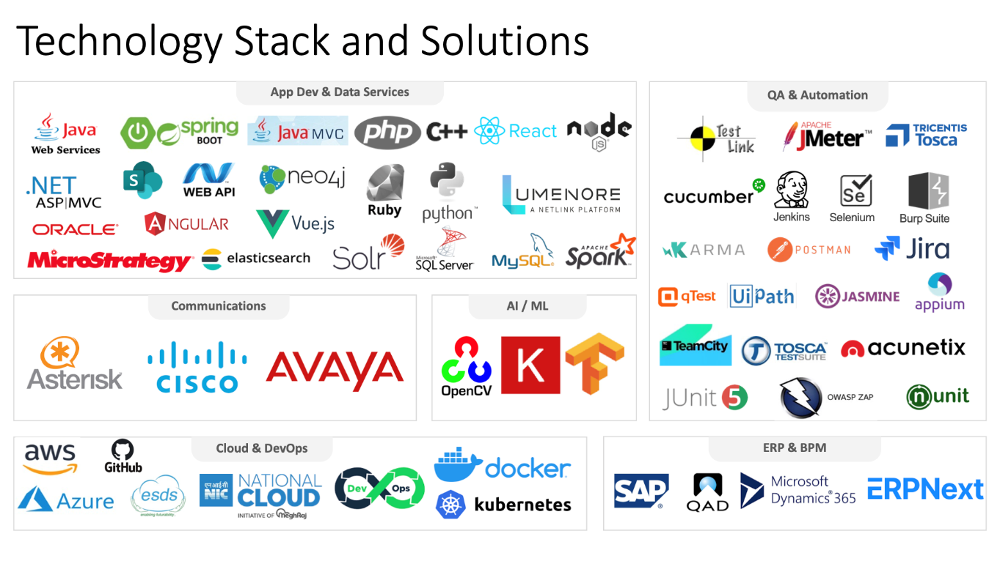 Technology Stack and Solutions
App Dev & Data Services
Java
Web Services
spring
BOOT
Java MVC
php
C++
React
node
JS
.NET
ASP|MVC
S
WEB API
neo4j
Ruby
python™
LUMENORE
A NETLINK PLATFORM
ORACLE®
ANGULAR
Vue.js
MicroStrategy®
elasticsearch
Solr
Microsoft®
SQL Server
MySQL®
APACHE
Spark™
QA & Automation
Test
Link
APACHE
JMeter™
TRICENTIS
Tosca
cucumber
Jenkins
Se
Selenium
Burp Suite
KARMA
POSTMAN
Jira
qTest
UiPath
JASMINE
appium
TeamCity
T
TOSCA™
TESTSUITE
acunetix
JUnit 5
OWASP ZAP
nunit
Communications
Asterisk
CISCO
AVAYA
AI / ML
OpenCV
K
Cloud & DevOps
aws
GitHub
Azure
esds
enabling futurability.
एनआईसी
NIC
NATIONAL
CLOUD
INITIATIVE OF MeghRaj
Dev Ops
docker
kubernetes
ERP & BPM
SAP®
QAD
Microsoft
Dynamics® 365
ERPNext